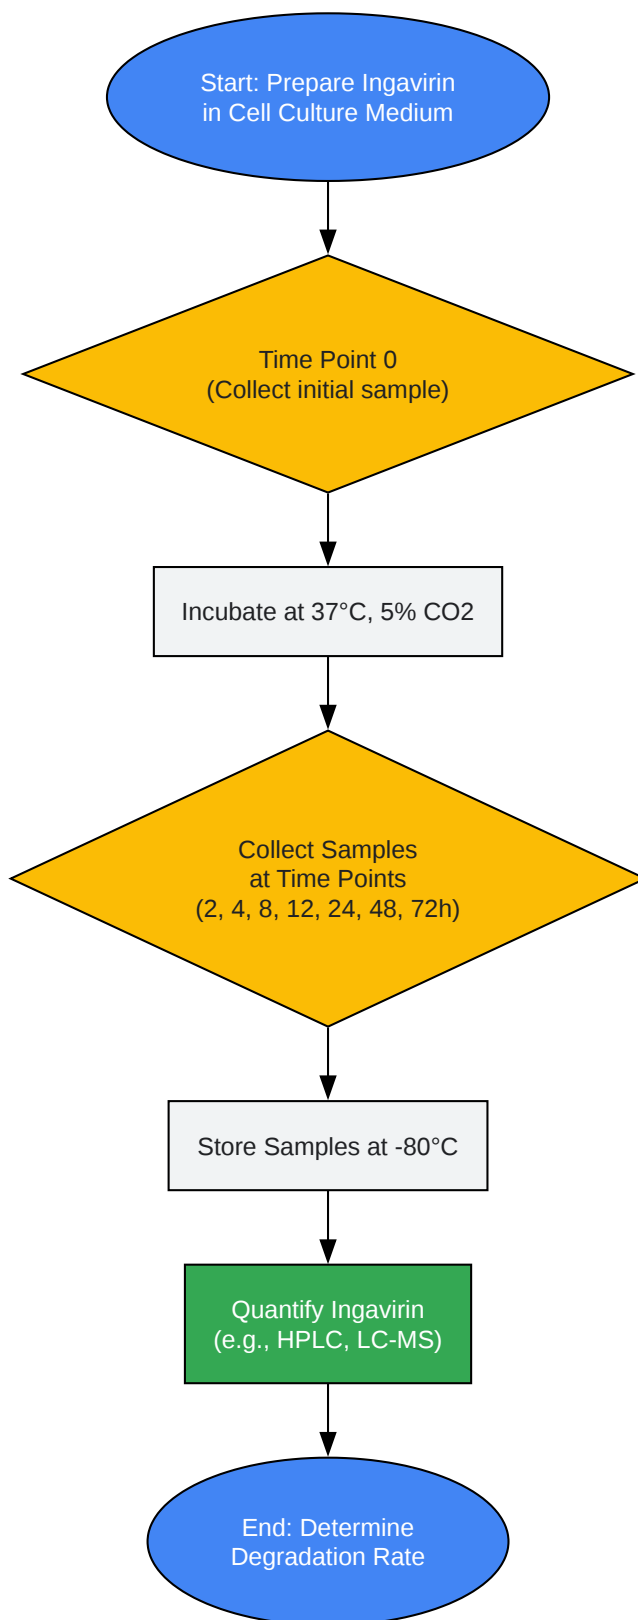 Start: Prepare Ingavirin
in Cell Culture Medium
Time Point 0
(Collect initial sample)
Incubate at 37°C, 5% CO2
Collect Samples
at Time Points
(2, 4, 8, 12, 24, 48, 72h)
Store Samples at -80°C
Quantify Ingavirin
(e.g., HPLC, LC-MS)
End: Determine
Degradation Rate